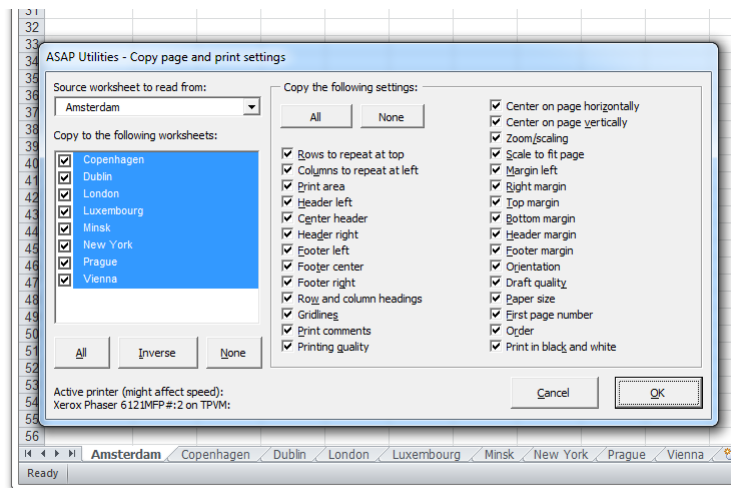 31
32
33
34
35
36
37
38
39
40
41
42
43
44
45
46
47
48
49
50
51
52
53
54
55
56
ASAP Utilities - Copy page and print settings
Source worksheet to read from:
Amsterdam
Copy to the following worksheets:
Copenhagen
Dublin
London
Luxembourg
Minsk
New York
Prague
Vienna
All
Inverse
None
Active printer (might affect speed):
Xerox Phaser 6121MFP#:2 on TPVM:
Copy the following settings:
All
None
Rows to repeat at top
Columns to repeat at left
Print area
Header left
Center header
Header right
Footer left
Footer center
Footer right
Row and column headings
Gridlines
Print comments
Printing quality
Center on page horizontally
Center on page vertically
Zoom/scaling
Scale to fit page
Margin left
Right margin
Top margin
Bottom margin
Header margin
Footer margin
Orientation
Draft quality
Paper size
First page number
Order
Print in black and white
Cancel
OK
Amsterdam Copenhagen Dublin London Luxembourg Minsk New York Prague Vienna
Ready